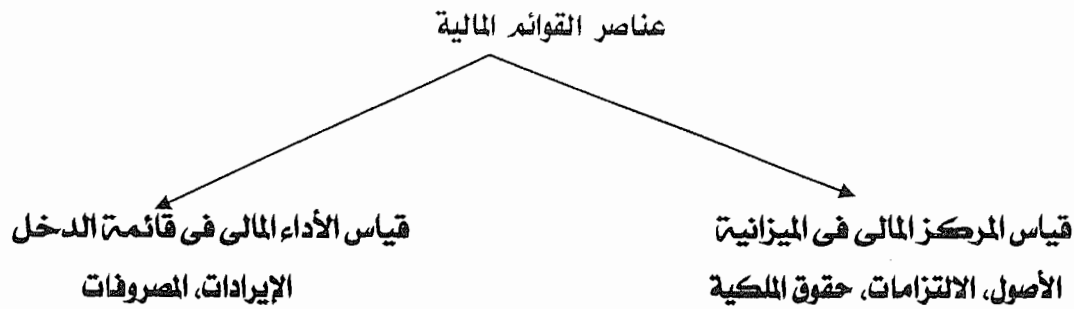 عناصر القوائم المالية
قياس المركز المالى فى الميزانية
الأصول، الالتزامات، حقوق الملكية
قياس الأداء المالى فى قائمة الدخل
الإيرادات، المصروفات